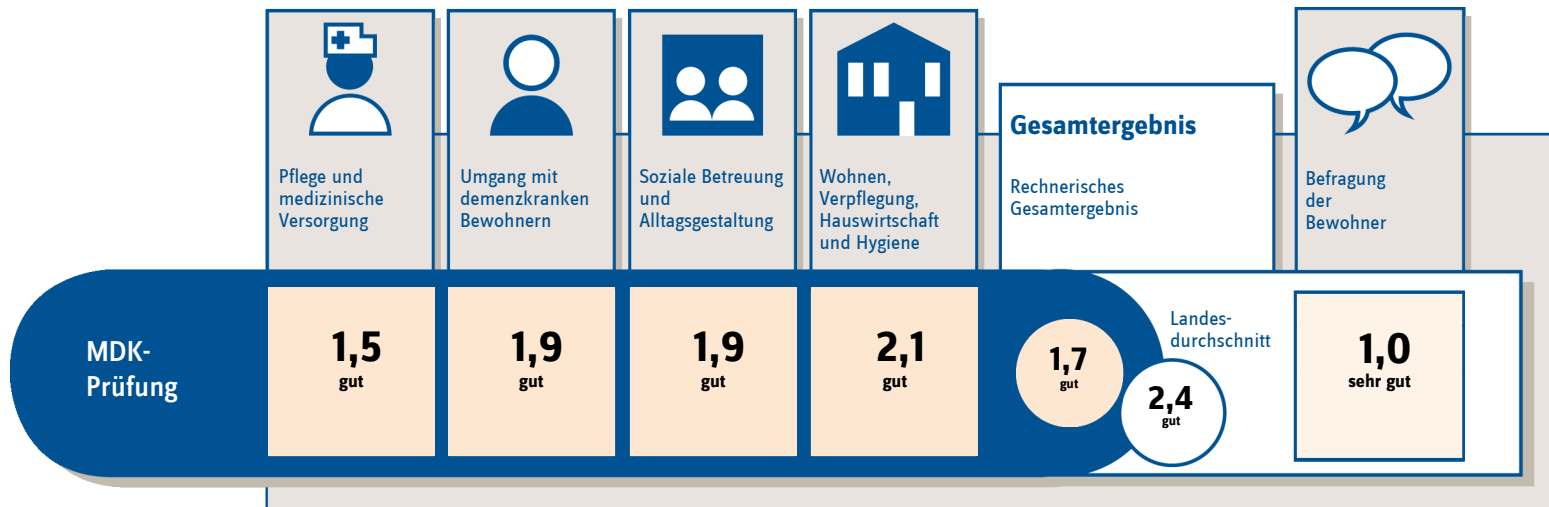 Pflege und
medizinische
Versorgung
Umgang mit
demenzkranken
Bewohnern
Soziale Betreuung
und
Alltagsgestaltung
Wohnen,
Verpflegung,
Hauswirtschaft
und Hygiene
Gesamtergebnis
Rechnerisches
Gesamtergebnis
Befragung
der
Bewohner
MDK-
Prüfung
1,5
gut
1,9
gut
1,9
gut
2,1
gut
1,7
gut
Landes-
durchschnitt
2,4
gut
1,0
sehr gut